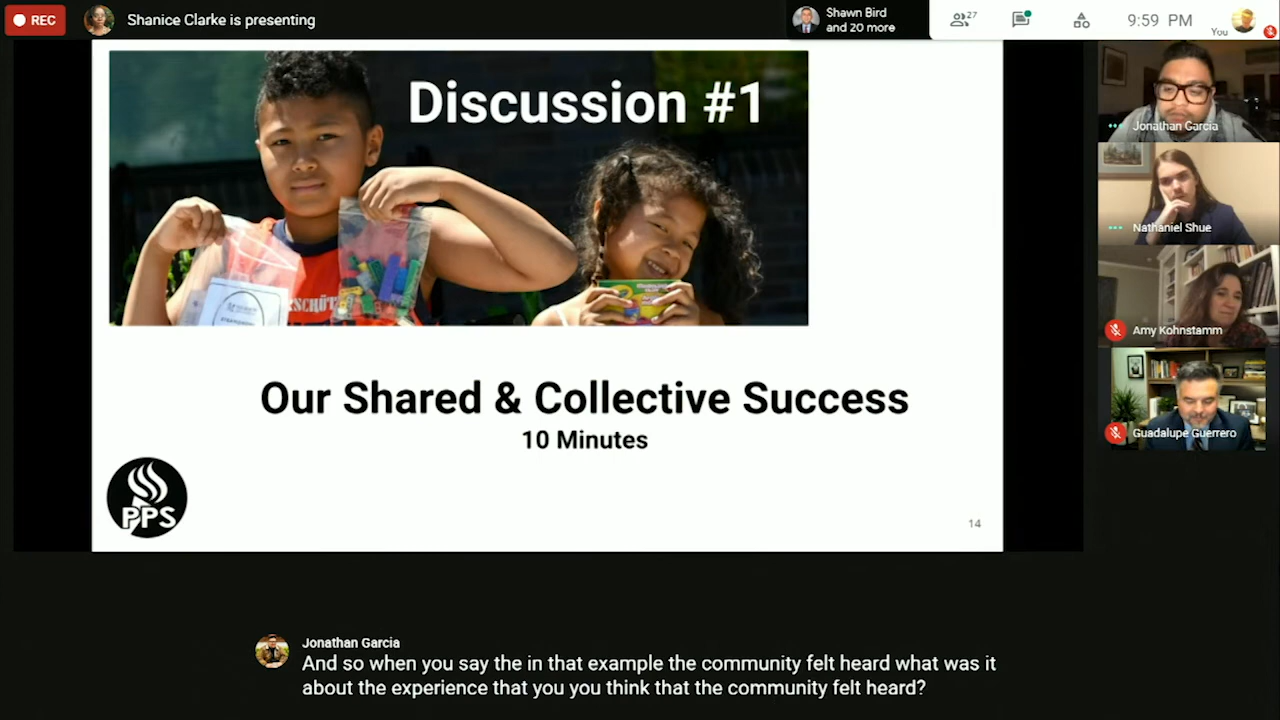 REC
Shanice Clarke is presenting
Shawn Bird
and 20 more
27
9:59 PM
You
Discussion #1
Jonathan Garcia
Nathaniel Shue
Amy Kohnstamm
Guadalupe Guerrero
Our Shared & Collective Success
10 Minutes
PPS
14
Jonathan Garcia
And so when you say the in that example the community felt heard what was it
about the experience that you you think that the community felt heard?